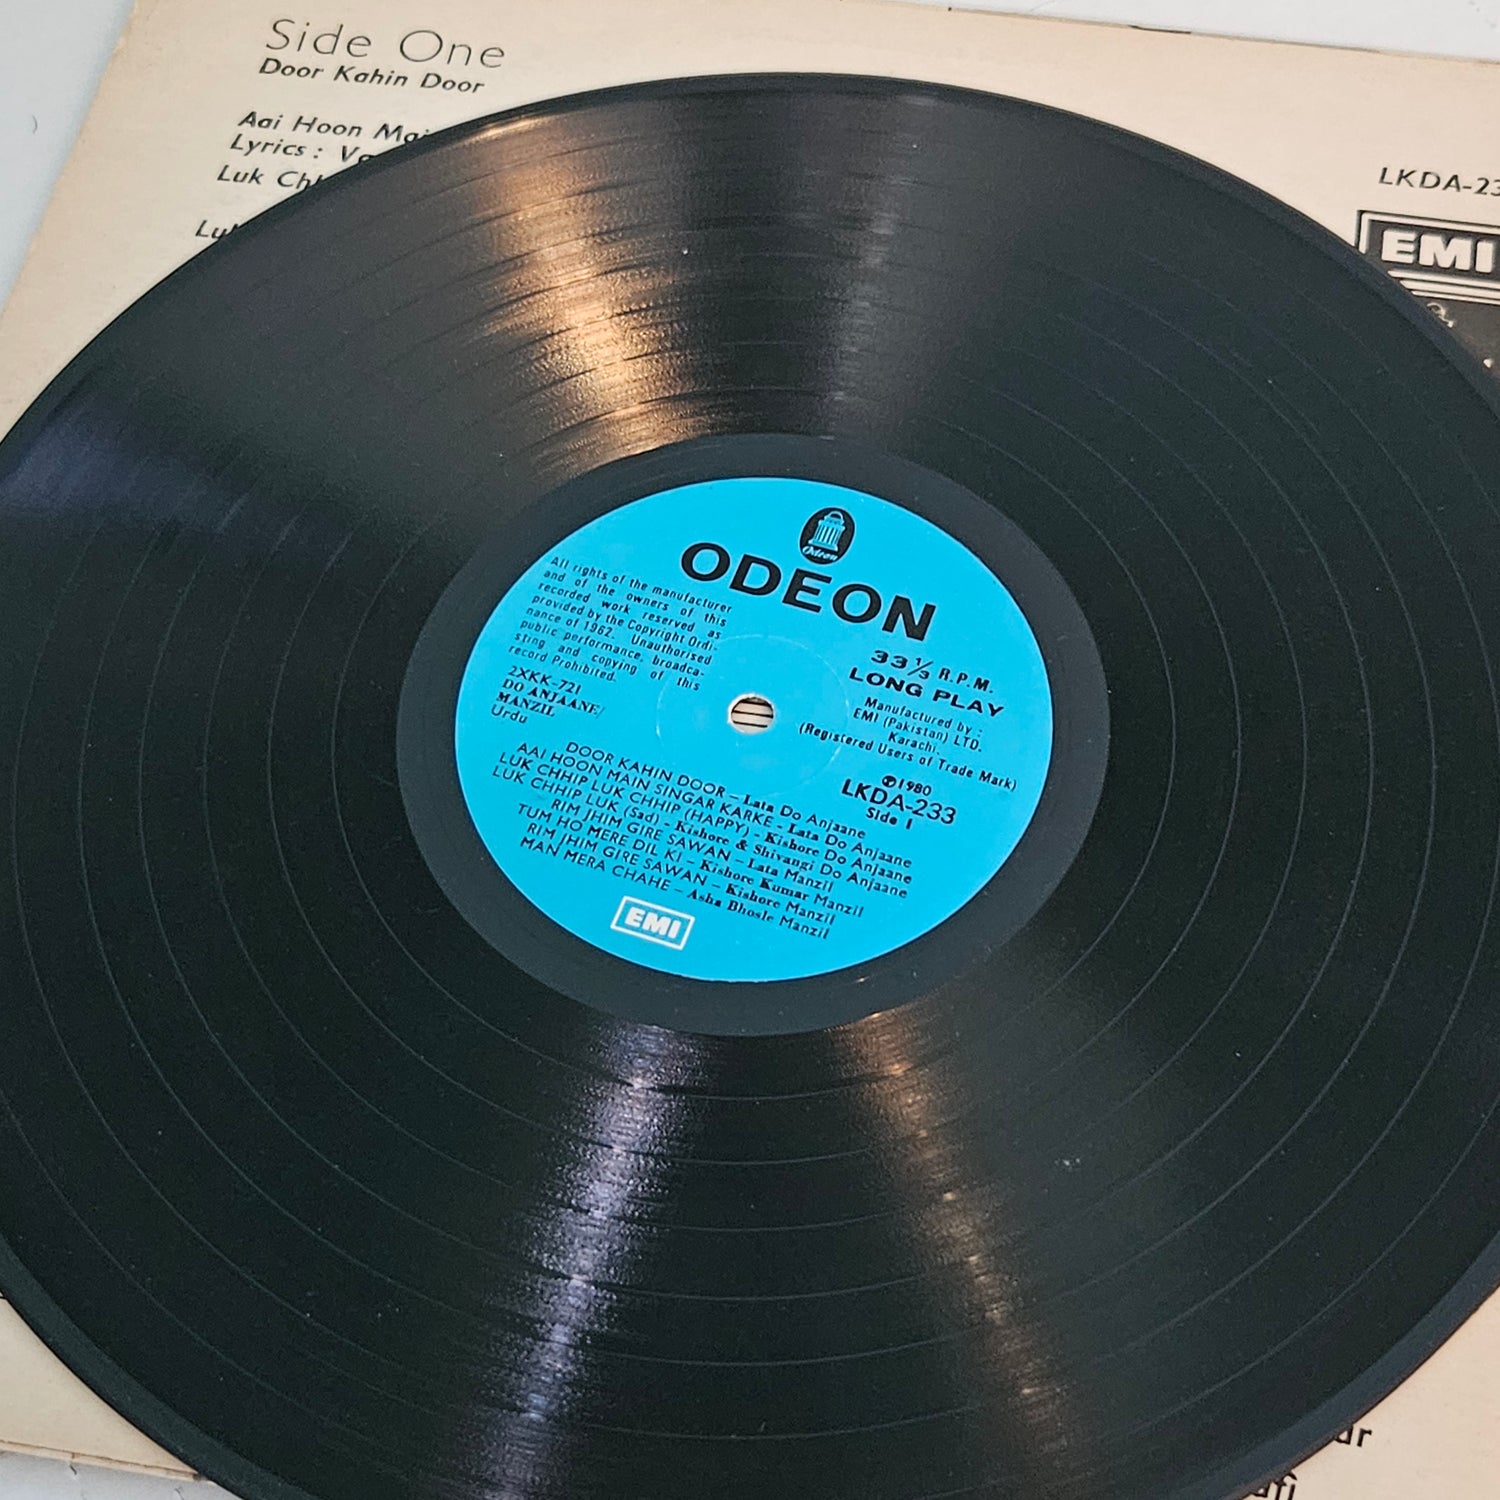 Side One
Door Kahin Door
Aai Hoon
Lyrics :
Luk
LKDA-23
EMI
Odeon
ODEON
All rights of the manufacturer
and of the owners of this
recorded work reserved as
provided by the Copyright Ordi-
nance of 1962. Unauthorised
public performance, broadca-
sting and copying of this
record Prohibited.
2XKK-721
DO ANJAANE/
MANZIL
Urdu
33 1/3 R.P.M.
LONG PLAY
Manufactured by :
EMI (Pakistan) LTD.
Karachi.
(Registered Users of Trade Mark)
℗1980
LKDA-233
Side 1
DOOR KAHIN DOOR – Lata Do Anjaane
AAI HOON MAIN SINGAR KARKE - Lata Do Anjaane
LUK CHHIP LUK CHHIP (HAPPY) - Kishore Do Anjaane
LUK CHHIP LUK (Sad) - Kishore & Shivangi Do Anjaane
RIM JHIM GIRE SAWAN – Lata Manzil
TUM HO MERE DIL KI – Kishore Kumar Manzil
RIM JHIM GIRE SAWAN – Kishore Manzil
MAN MERA CHAHE – Asha Bhosle Manzil
EMI